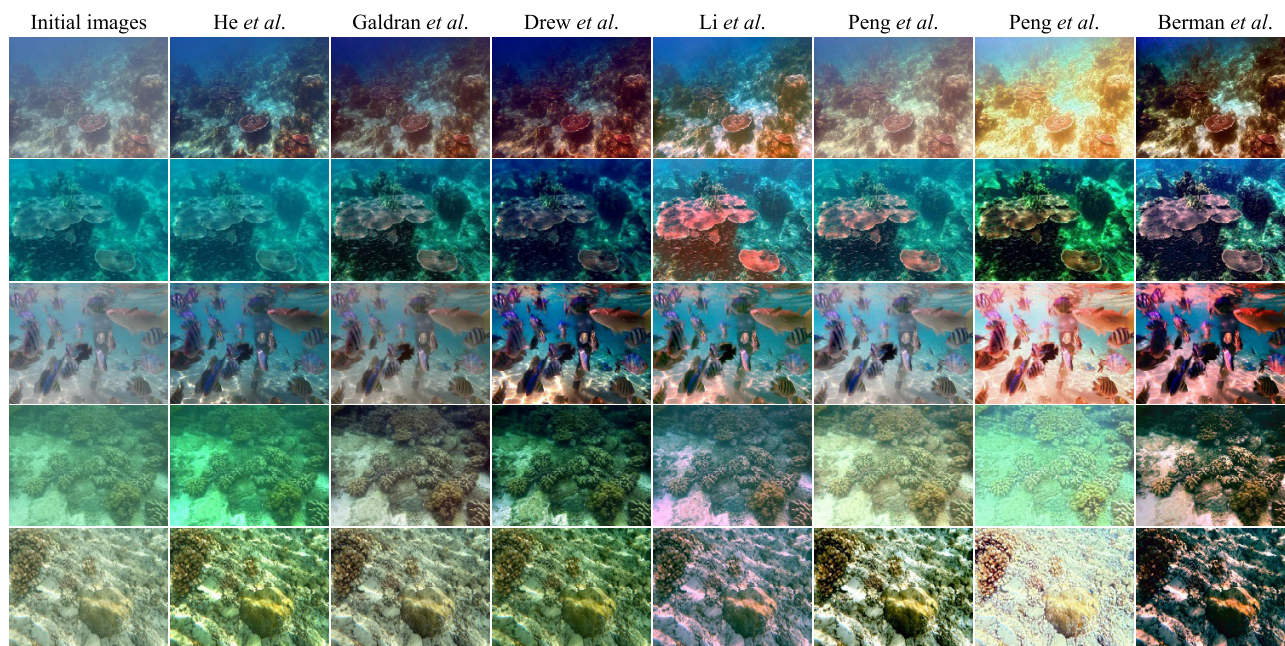 Initial images He et al. Galdran et al. Drew et al. Li et al. Peng et al. Peng et al. Berman et al.